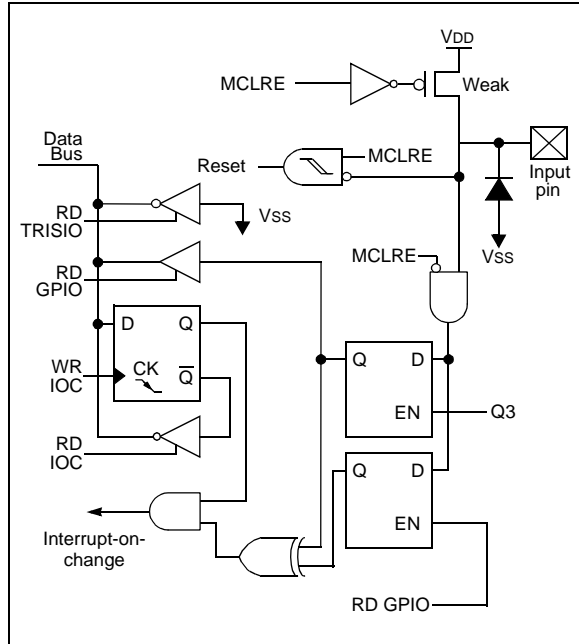 VDD
MCLRE
Weak
Data
Bus
Reset
MCLRE
Input
pin
RD
TRISIO
VSS
VSS
RD
GPIO
MCLRE
D
Q
Q
D
WR
IOC
CK
Q
EN
Q3
RD
IOC
Q
D
EN
Interrupt-on-
change
RD GPIO